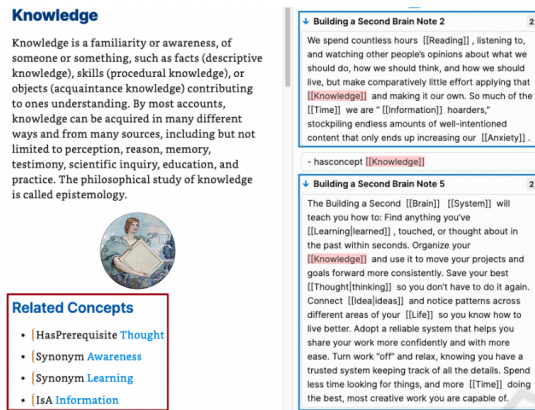 Knowledge
Knowledge is a familiarity or awareness, of
someone or something, such as facts (descriptive
knowledge), skills (procedural knowledge), or
objects (acquaintance knowledge) contributing
to ones understanding. By most accounts,
knowledge can be acquired in many different
ways and from many sources, including but not
limited to perception, reason, memory,
testimony, scientific inquiry, education, and
practice. The philosophical study of knowledge
is called epistemology.
Related Concepts
• HasPrerequisite Thought
• Synonym Awareness
• Synonym Learning
• IsA Information
Building a Second Brain Note 2 2
We spend countless hours [[Reading]] , listening to,
and watching other people's opinions about what we
should do, how we should think, and how we should
live, but make comparatively little effort applying that
[[Knowledge]] and making it our own. So much of the
[[Time]] we are " [[Information]] hoarders,"
stockpiling endless amounts of well-intentioned
content that only ends up increasing our [[Anxiety]] .
- hasconcept [[Knowledge]]
Building a Second Brain Note 5 2
The Building a Second [[Brain]] [[System]] will
teach you how to: Find anything you've
[[Learning|learned]] , touched, or thought about in
the past within seconds. Organize your
[[Knowledge]] and use it to move your projects and
goals forward more consistently. Save your best
[[Thought|thinking]] so you don't have to do it again.
Connect [[Idea|ideas]] and notice patterns across
different areas of your [[Life]] so you know how to
live better. Adopt a reliable system that helps you
share your work more confidently and with more
ease. Turn work "off" and relax, knowing you have a
trusted system keeping track of all the details. Spend
less time looking for things, and more [[Time]] doing
the best, most creative work you are capable of.